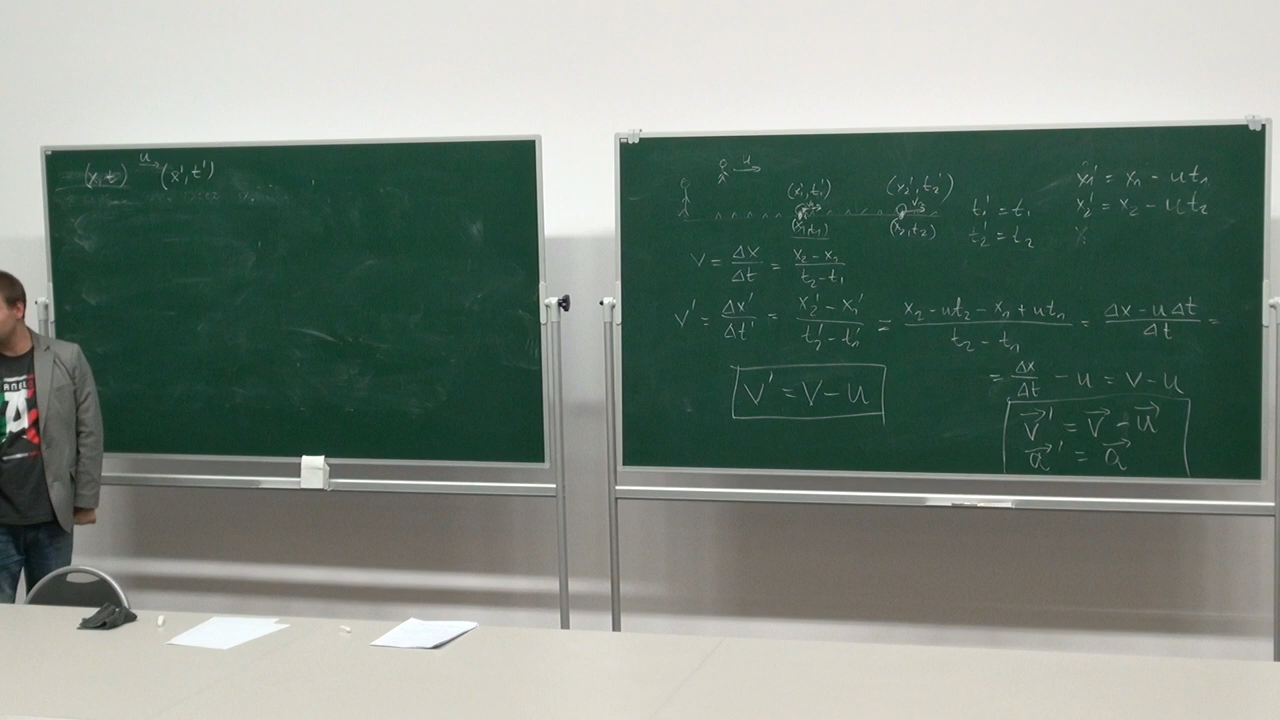 (x,t) u→ (x',t')
u→
(x₁',t₁') (x₂',t₂')
(x₁,t₁) (x₂,t₂)
t₁' = t₁
t₂' = t₂
x₁' = x₁ - ut₁
x₂' = x₂ - ut₂
v = Δx/Δt = (x₂ - x₁)/(t₂ - t₁)
v' = Δx'/Δt' = (x₂' - x₁')/(t₂' - t₁') = (x₂ - ut₂ - x₁ + ut₁)/(t₂ - t₁) = (Δx - uΔt)/Δt =
= Δx/Δt - u = v - u
v' = v - u
v⃗' = v⃗ - u⃗
a⃗' = a⃗